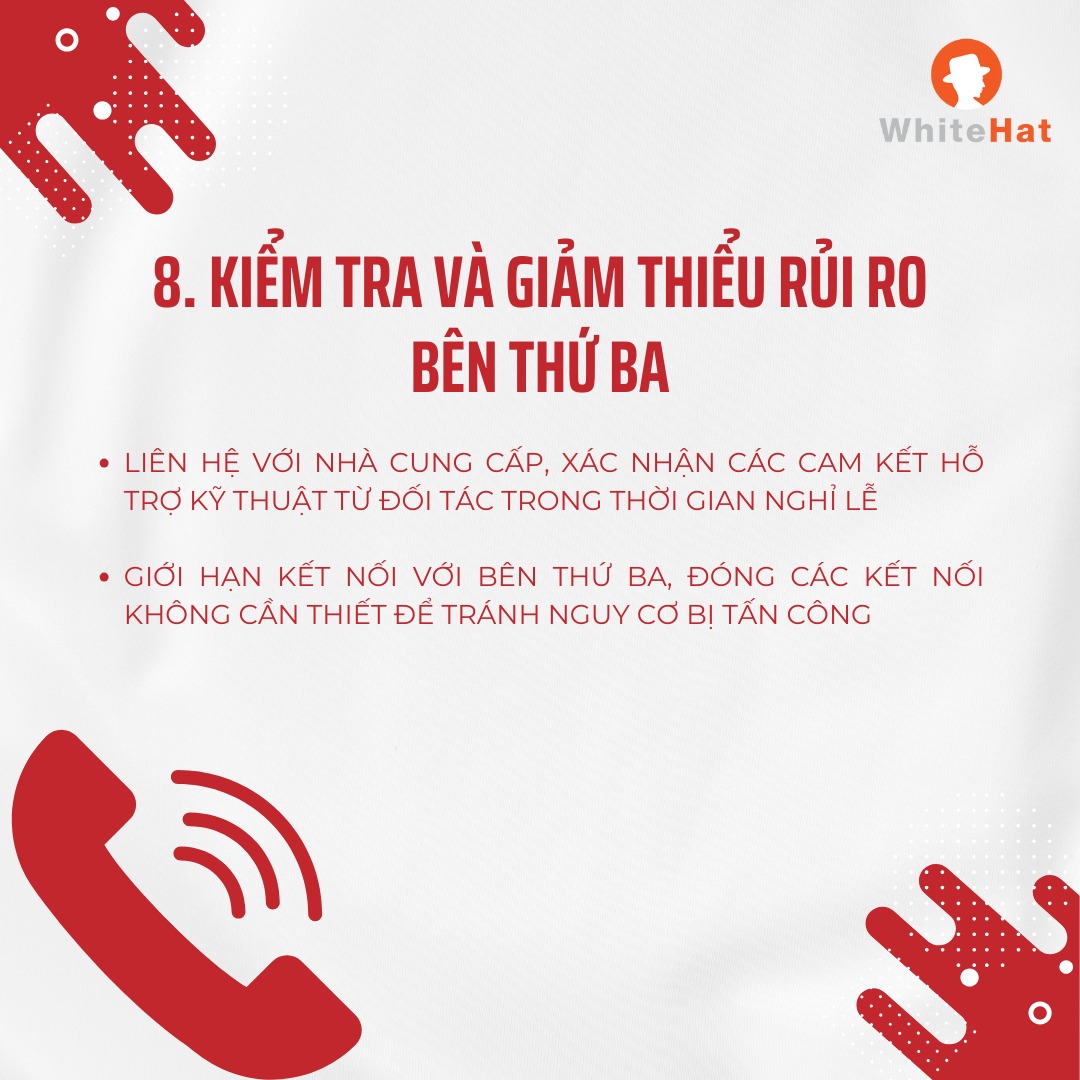 WhiteHat
8. KIỂM TRA VÀ GIẢM THIỂU RỦI RO
BÊN THỨ BA
• LIÊN HỆ VỚI NHÀ CUNG CẤP, XÁC NHẬN CÁC CAM KẾT HỖ
TRỢ KỸ THUẬT TỪ ĐỐI TÁC TRONG THỜI GIAN NGHỈ LỄ
• GIỚI HẠN KẾT NỐI VỚI BÊN THỨ BA, ĐÓNG CÁC KẾT NỐI
KHÔNG CẦN THIẾT ĐỂ TRÁNH NGUY CƠ BỊ TẤN CÔNG